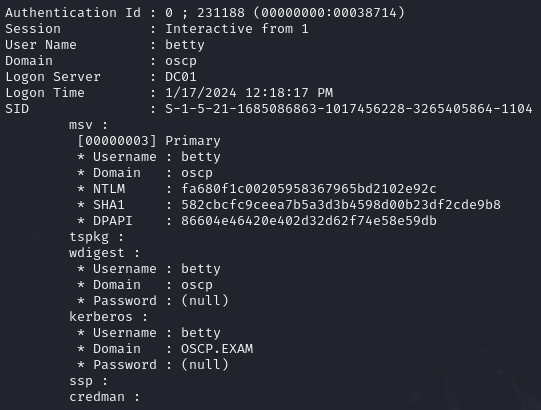 Authentication Id : 0 ; 231188 (00000000:00038714)
Session           : Interactive from 1
User Name         : betty
Domain            : oscp
Logon Server      : DC01
Logon Time        : 1/17/2024 12:18:17 PM
SID               : S-1-5-21-1685086863-1017456228-3265405864-1104
        msv :
         [00000003] Primary
         * Username : betty
         * Domain   : oscp
         * NTLM     : fa680f1c00205958367965bd2102e92c
         * SHA1     : 582cbcfc9ceea7b5a3d3b4598d00b23df2cde9b8
         * DPAPI    : 86604e46420e402d32d62f74e58e59db
        tspkg :
        wdigest :
         * Username : betty
         * Domain   : oscp
         * Password : (null)
        kerberos :
         * Username : betty
         * Domain   : OSCP.EXAM
         * Password : (null)
        ssp :
        credman :